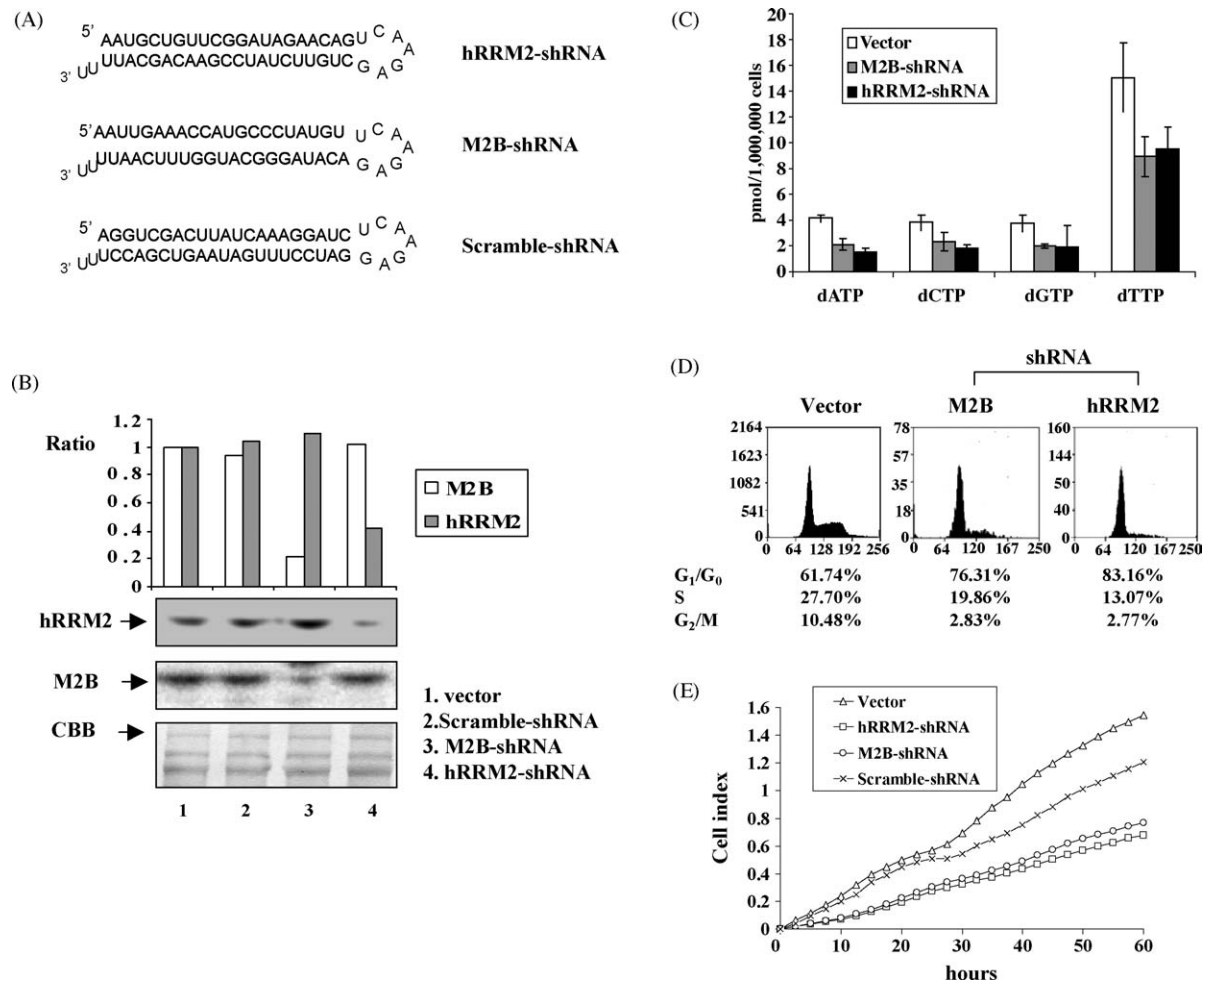 (A)
5' AAUGCUGUUCGGAUAGAACAGUCAA
3' UUUUACGACAAGCCUAUCUUGUCGAGA
hRRM2-shRNA
5' AAUUGAAACCAUGCCCUAUGU UCAA
3' UUUUAACUUUGGUACGGGAUACA GAGA
M2B-shRNA
5' AGGUCGACUUAUCAAAGGAUC UCAA
3' UUUUCCAGCUGAAUAGUUUCCUAG GAGA
Scramble-shRNA
(B)
Ratio
1.2
1
0.8
0.6
0.4
0.2
0
M2B
hRRM2
hRRM2
M2B
CBB
1 2 3 4
1. vector
2.Scramble-shRNA
3. M2B-shRNA
4. hRRM2-shRNA
(C)
pmol/1,000,000 cells
20
18
16
14
12
10
8
6
4
2
0
Vector
M2B-shRNA
hRRM2-shRNA
dATP dCTP dGTP dTTP
(D)
shRNA
Vector M2B hRRM2
2164 78 160
1623 57 144
1082 35 50
541 18 40
0 0 0
0 64 128 192 256 0 64 120 167 250 0 64 120 167 250
G1/G0 61.74% 76.31% 83.16%
S 27.70% 19.86% 13.07%
G2/M 10.48% 2.83% 2.77%
(E)
Cell index
1.6
1.4
1.2
1
0.8
0.6
0.4
0.2
0
Vector
hRRM2-shRNA
M2B-shRNA
Scramble-shRNA
0 10 20 30 40 50 60
hours